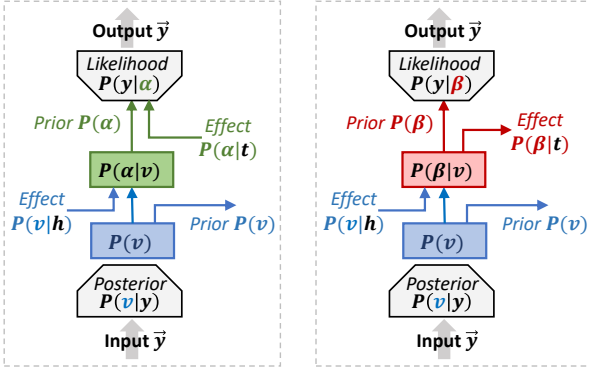 Output y⃗
Likelihood
P(y|α)
Prior P(α)
Effect
P(α|t)
P(α|v)
Effect
P(v|h)
Prior P(v)
P(v)
Posterior
P(v|y)
Input y⃗
Output y⃗
Likelihood
P(y|β)
Prior P(β)
Effect
P(β|t)
P(β|v)
Effect
P(v|h)
Prior P(v)
P(v)
Posterior
P(v|y)
Input y⃗